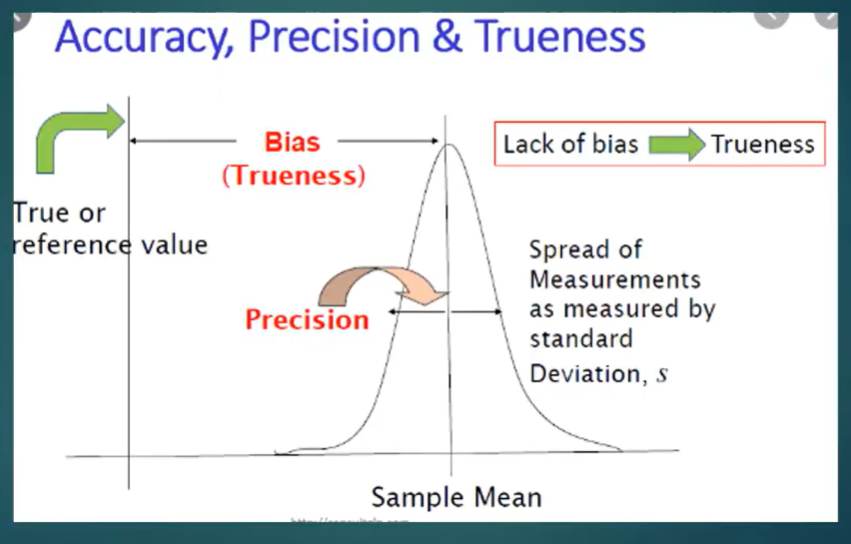 Accuracy, Precision & Trueness
Bias
(Trueness)
Lack of bias
Trueness
True or
reference value
Spread of
Measurements
as measured by
standard
Deviation, s
Precision
Sample Mean